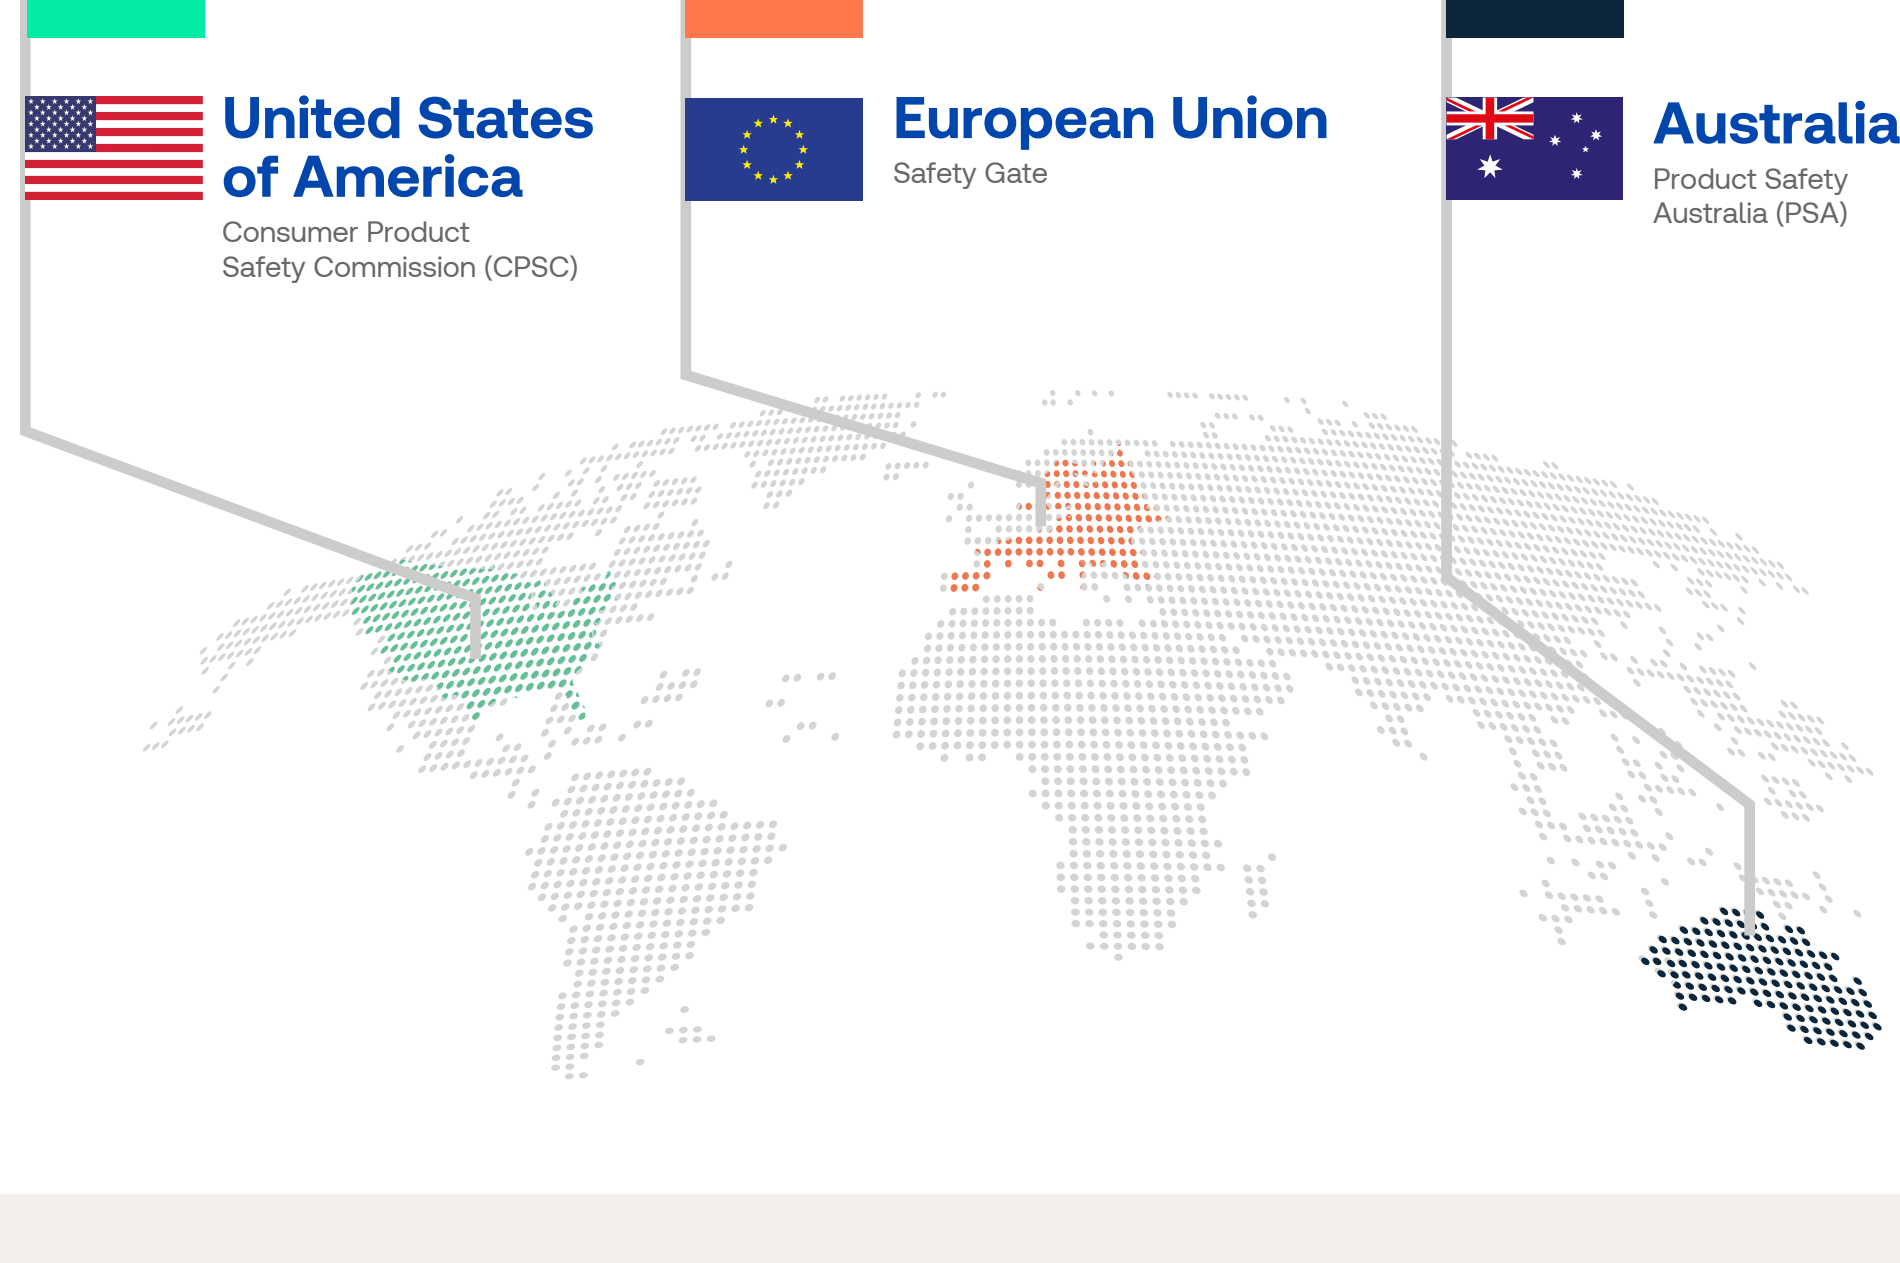 United States
of America
Consumer Product
Safety Commission (CPSC)
European Union
Safety Gate
Australia
Product Safety
Australia (PSA)